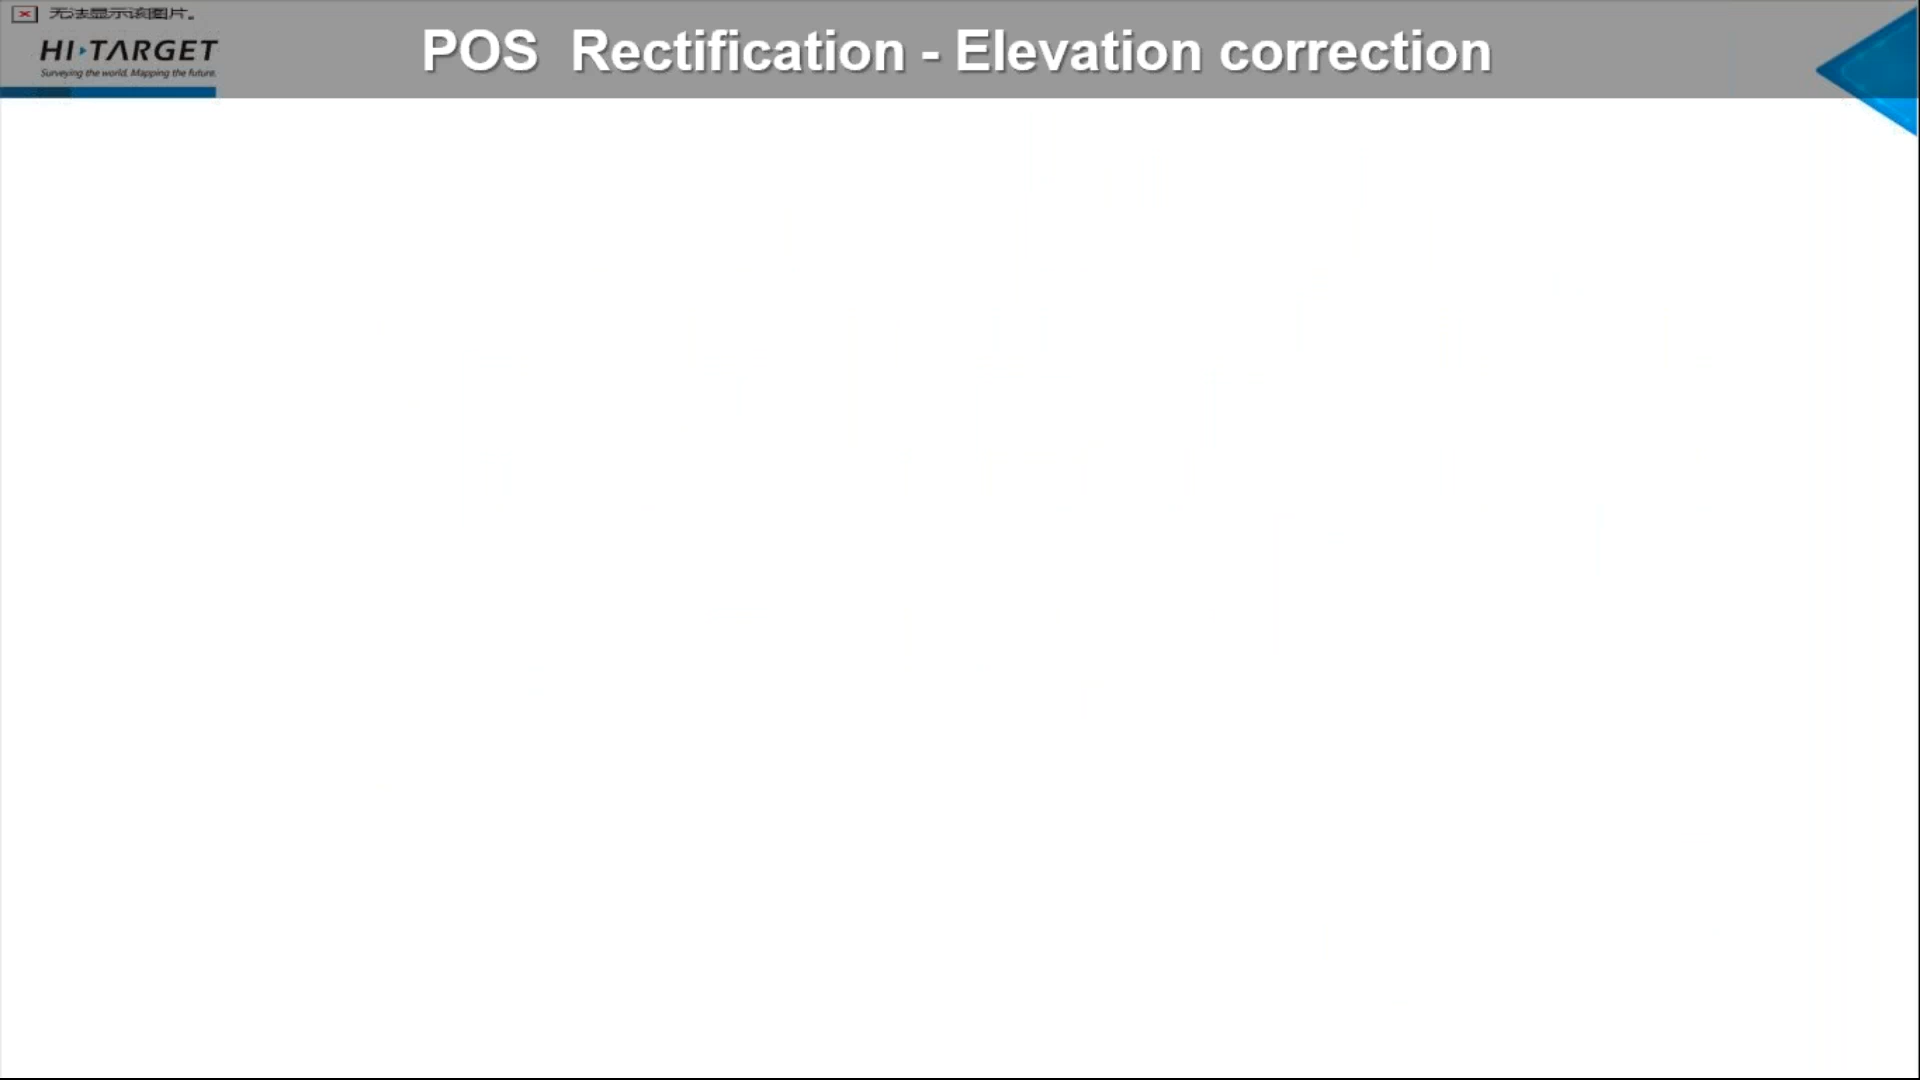 无法显示该图片。
HI·TARGET
Surveying the world, Mapping the future.
POS Rectification - Elevation correction